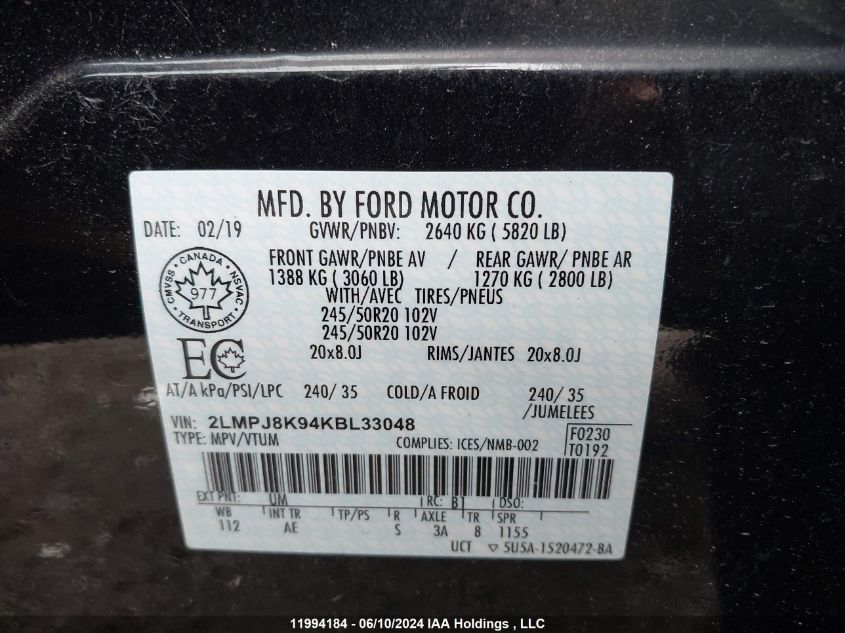 MFD. BY FORD MOTOR CO.
DATE: 02/19 GVWR/PNBV: 2640 KG ( 5820 LB)
FRONT GAWR/PNBE AV / REAR GAWR/ PNBE AR
1388 KG ( 3060 LB) 1270 KG ( 2800 LB)
WITH/AVEC TIRES/PNEUS
245/50R20 102V
245/50R20 102V
20x8.0J RIMS/JANTES 20x8.0J
CANADA
CMVSS 977 NSVAC
TRANSPORT
EC
AT/A kPa/PSI/LPC 240/ 35 COLD/A FROID 240/ 35
/JUMELEES
VIN: 2LMPJ8K94KBL33048
TYPE: MPV/VTUM COMPLIES: ICES/NMB-002 F0230
T0192
EXT PNT: UM RC: B1 DSO:
WB INT TR TP/PS R AXLE TR SPR
112 AE S 3A 8 1155
UCT ▽ 5U5A-1520472-BA
11994184 - 06/10/2024 IAA Holdings , LLC